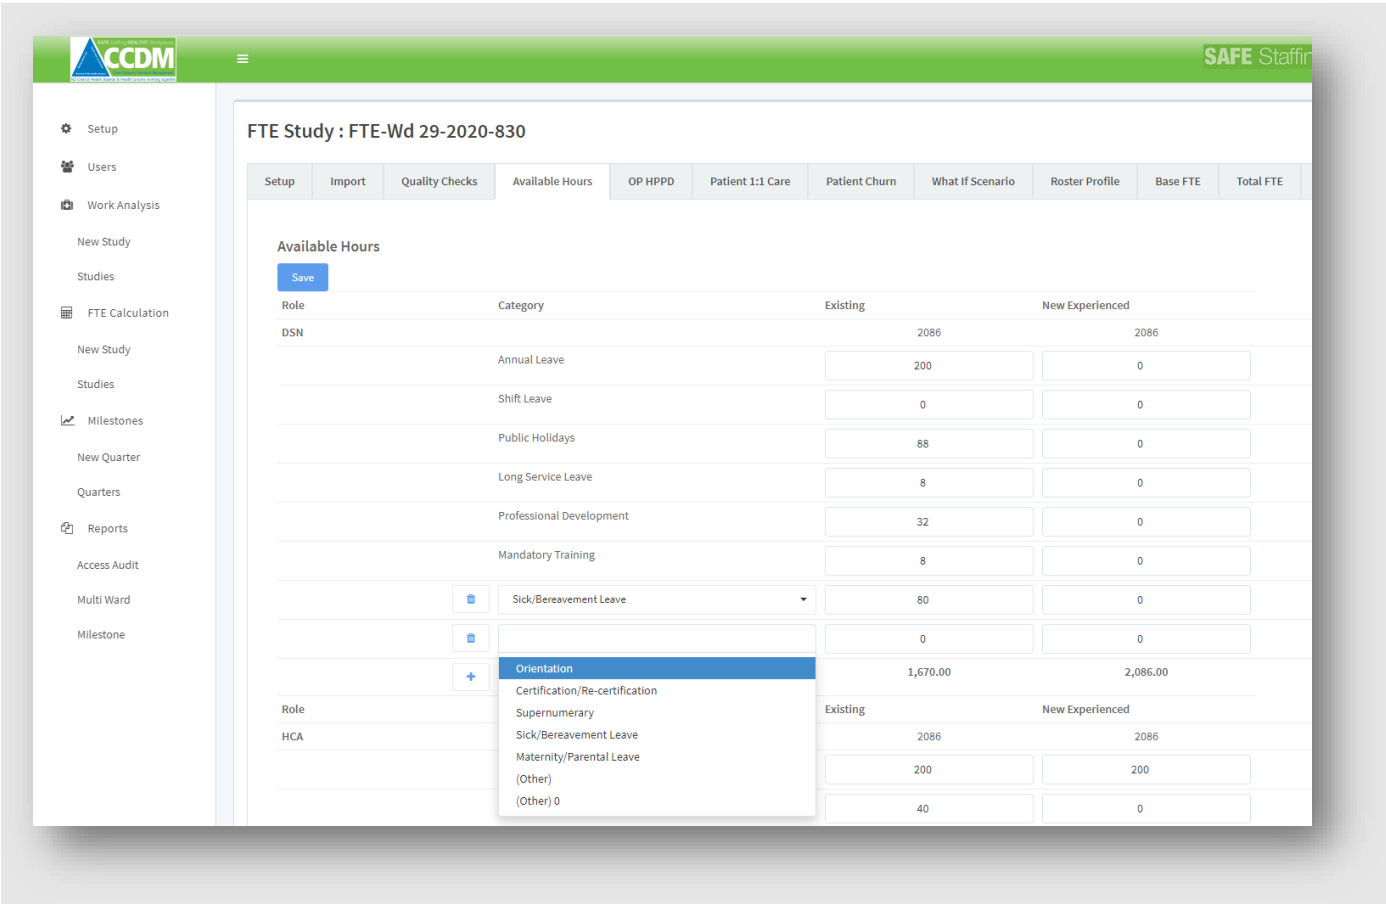 SAFE Staffing HEALTHY Workplaces
CCDM
SAFE Staffin
Setup
Users
Work Analysis
New Study
Studies
FTE Calculation
New Study
Studies
Milestones
New Quarter
Quarters
Reports
Access Audit
Multi Ward
Milestone
FTE Study : FTE-Wd 29-2020-830
Setup Import Quality Checks Available Hours OP HPPD Patient 1:1 Care Patient Churn What If Scenario Roster Profile Base FTE Total FTE
Available Hours
Save
Role Category Existing New Experienced
DSN 2086 2086
Annual Leave 200 0
Shift Leave 0 0
Public Holidays 88 0
Long Service Leave 8 0
Professional Development 32 0
Mandatory Training 8 0
Sick/Bereavement Leave 80 0
0 0
Orientation 1,670.00 2,086.00
Certification/Re-certification
Supernumerary
Role Existing New Experienced
Sick/Bereavement Leave
HCA 2086 2086
Maternity/Parental Leave
200 200
(Other)
(Other) 0
40 0